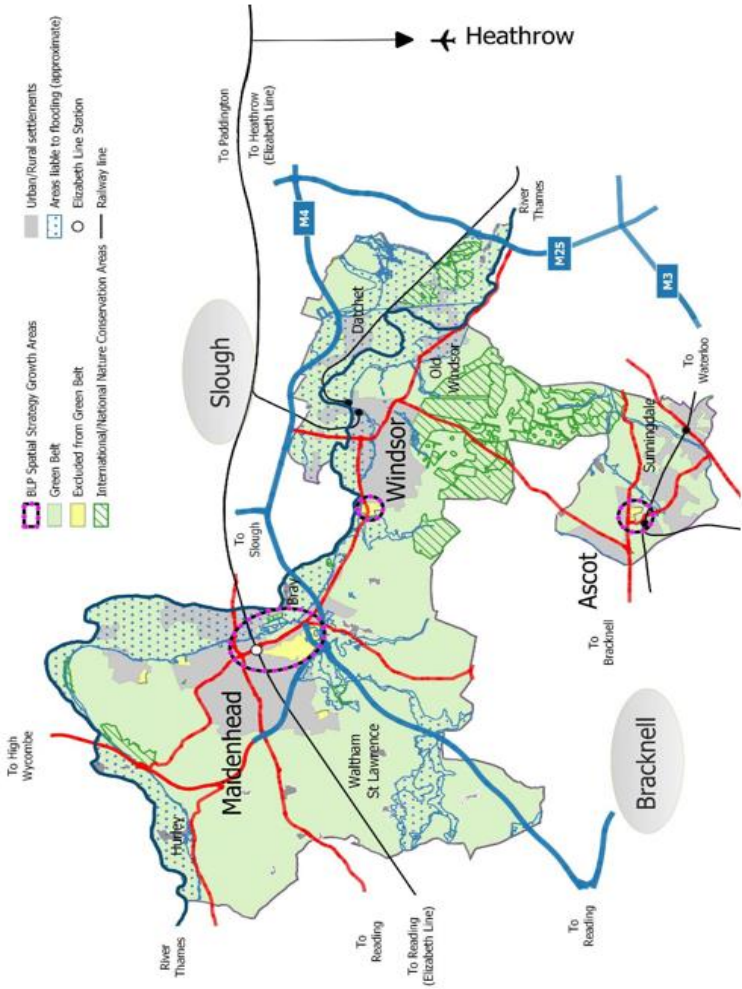 BLP Spatial Strategy Growth Areas
Green Belt
Excluded from Green Belt
International/National Nature Conservation Areas
Urban/Rural settlements
Areas liable to flooding (approximate)
Elizabeth Line Station
Railway line
To High
Wycombe
River
Thames
Hurley
Maidenhead
Bray
To
Slough
Slough
To Paddington
To Heathrow
(Elizabeth Line)
Heathrow
M4
Datchet
Windsor
Old
Windsor
River
Thames
M25
M3
Waltham
St Lawrence
To
Reading
To Reading
(Elizabeth Line)
To
Reading
Bracknell
To
Bracknell
Ascot
Sunningdale
To
Waterloo